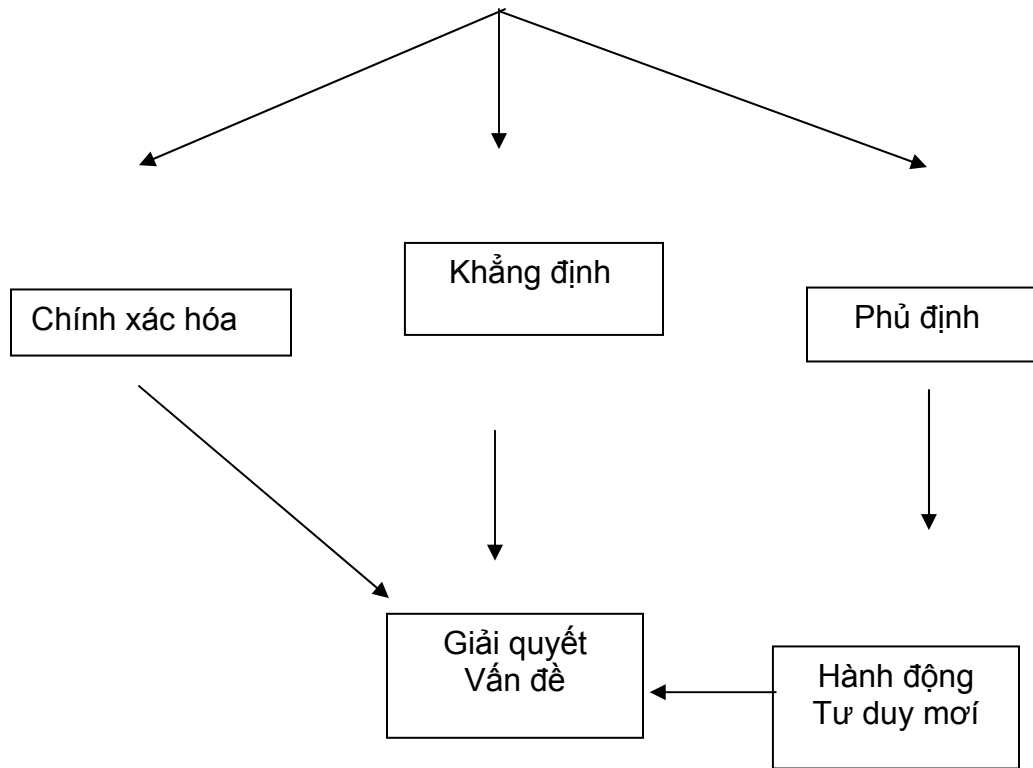 Khẳng định
Chính xác hóa
Phủ định
Giải quyết
Vấn đề
Hành động
Tư duy mơí